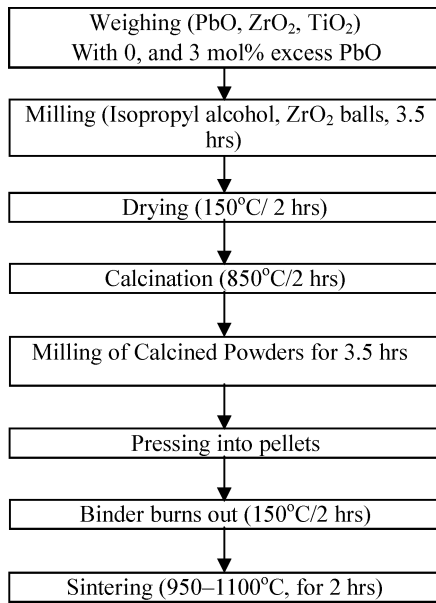 Weighing (PbO, ZrO₂, TiO₂)
With 0, and 3 mol% excess PbO
Milling (Isopropyl alcohol, ZrO₂ balls, 3.5
hrs)
Drying (150°C/ 2 hrs)
Calcination (850°C/2 hrs)
Milling of Calcined Powders for 3.5 hrs
Pressing into pellets
Binder burns out (150°C/2 hrs)
Sintering (950–1100°C, for 2 hrs)